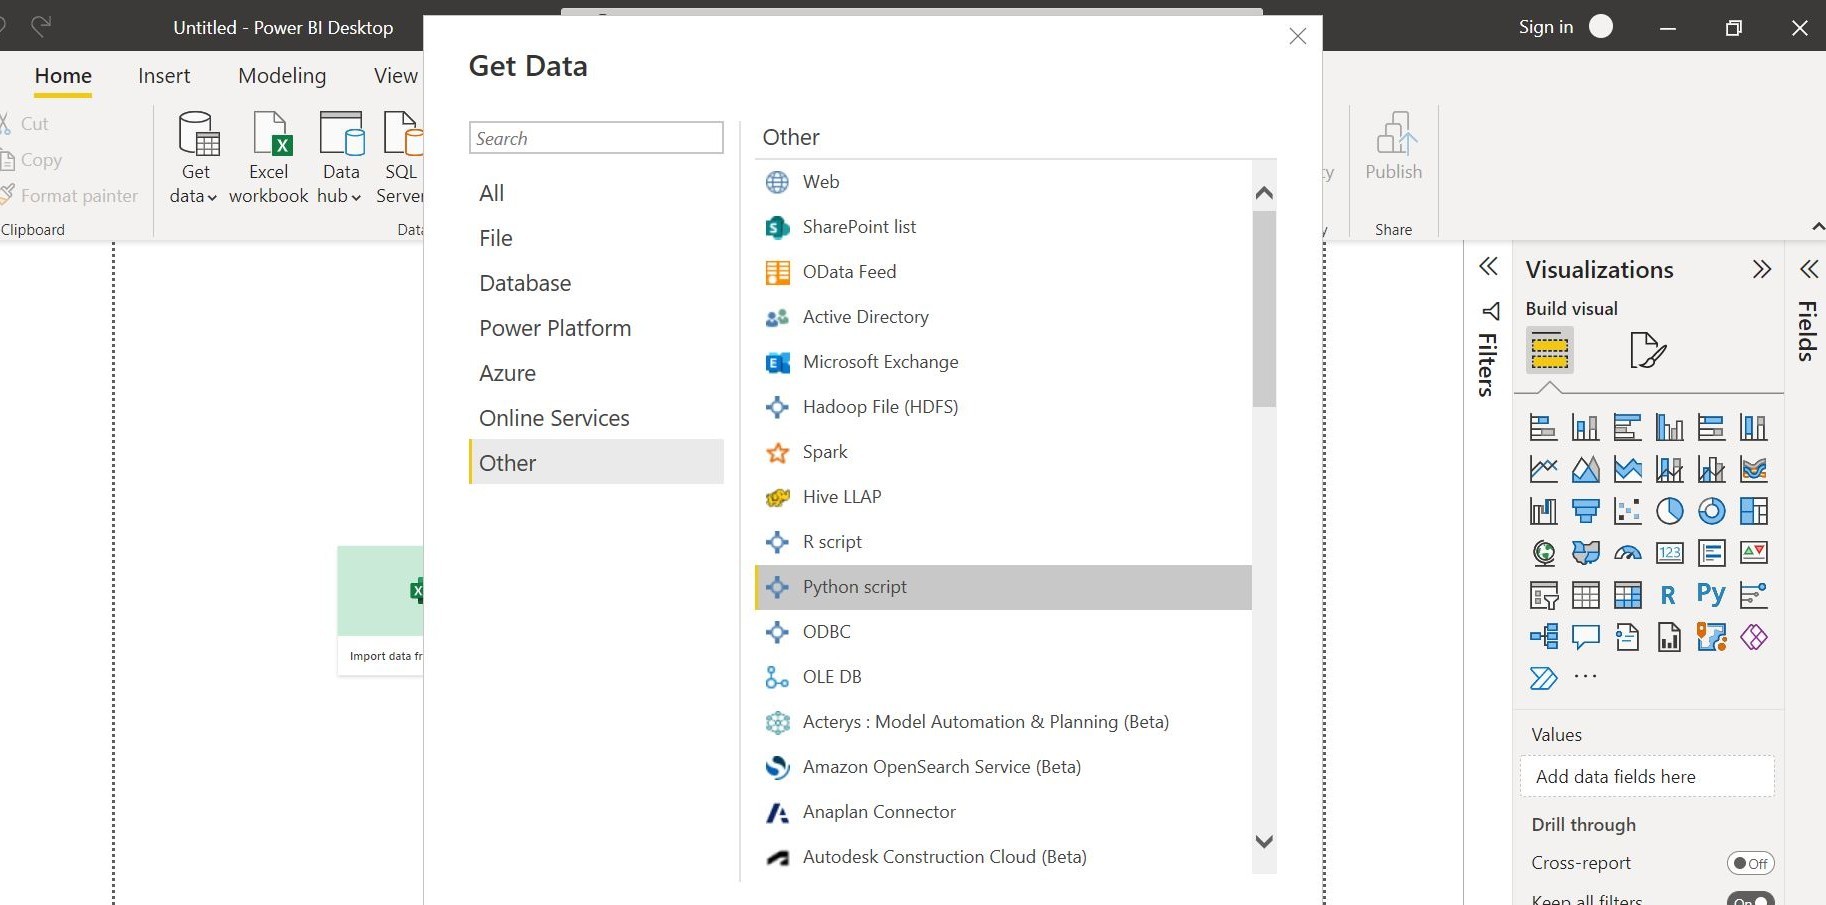 Untitled - Power BI Desktop
Sign in
Home
Insert
Modeling
View
Cut
Copy
Format painter
Clipboard
Get
data
Excel
workbook
Data
hub
SQL
Server
Data
Get Data
Search
All
File
Database
Power Platform
Azure
Online Services
Other
Other
Web
SharePoint list
OData Feed
Active Directory
Microsoft Exchange
Hadoop File (HDFS)
Spark
Hive LLAP
R script
Python script
ODBC
OLE DB
Acterys : Model Automation & Planning (Beta)
Amazon OpenSearch Service (Beta)
Anaplan Connector
Autodesk Construction Cloud (Beta)
Import data fr
Publish
Share
Filters
Visualizations
Build visual
123
R
Py
Values
Add data fields here
Drill through
Cross-report
Off
Keep all filters
On
Fields